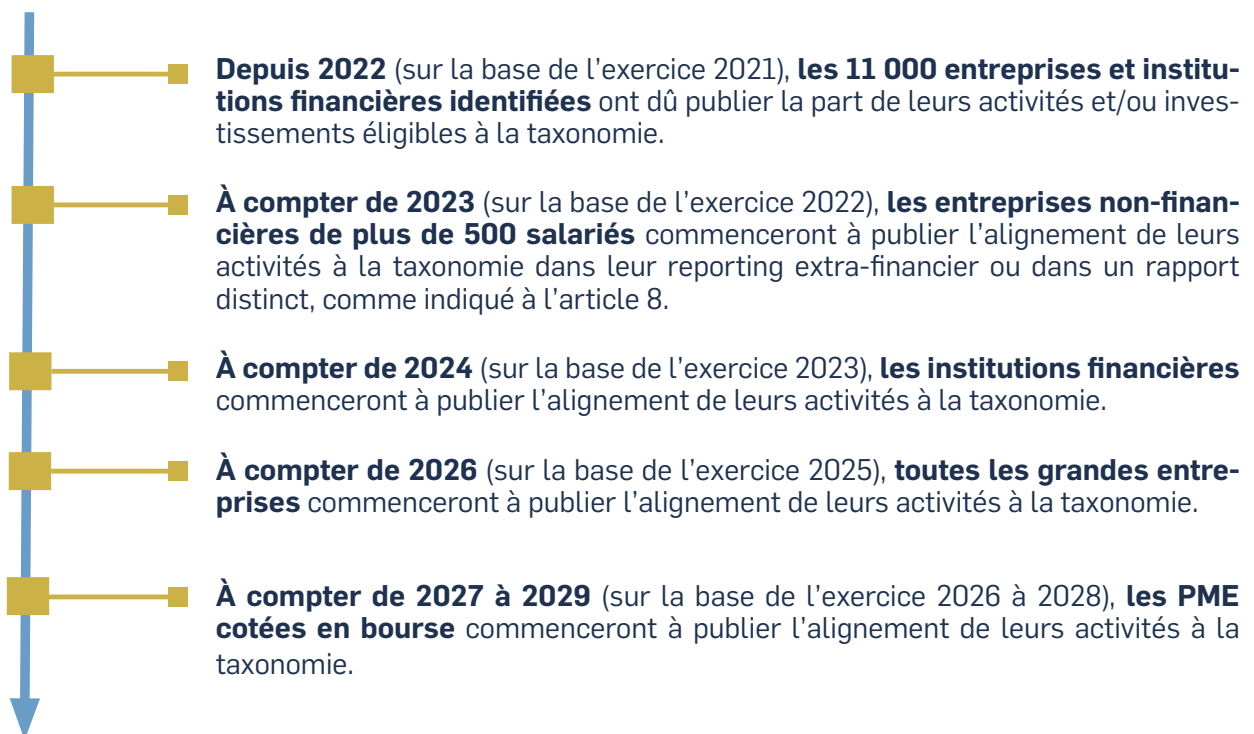 Depuis 2022 (sur la base de l’exercice 2021), les 11 000 entreprises et institu-
tions financières identifiées ont dû publier la part de leurs activités et/ou inves-
tissements éligibles à la taxonomie.
À compter de 2023 (sur la base de l’exercice 2022), les entreprises non-finan-
cières de plus de 500 salariés commenceront à publier l’alignement de leurs
activités à la taxonomie dans leur reporting extra-financier ou dans un rapport
distinct, comme indiqué à l’article 8.
À compter de 2024 (sur la base de l’exercice 2023), les institutions financières
commenceront à publier l’alignement de leurs activités à la taxonomie.
À compter de 2026 (sur la base de l’exercice 2025), toutes les grandes entre-
prises commenceront à publier l’alignement de leurs activités à la taxonomie.
À compter de 2027 à 2029 (sur la base de l’exercice 2026 à 2028), les PME
cotées en bourse commenceront à publier l’alignement de leurs activités à la
taxonomie.